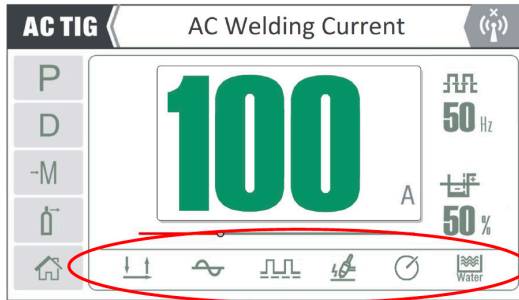 AC TIG
AC Welding Current
P
D
→M
100
A
50 Hz
50 %
Water